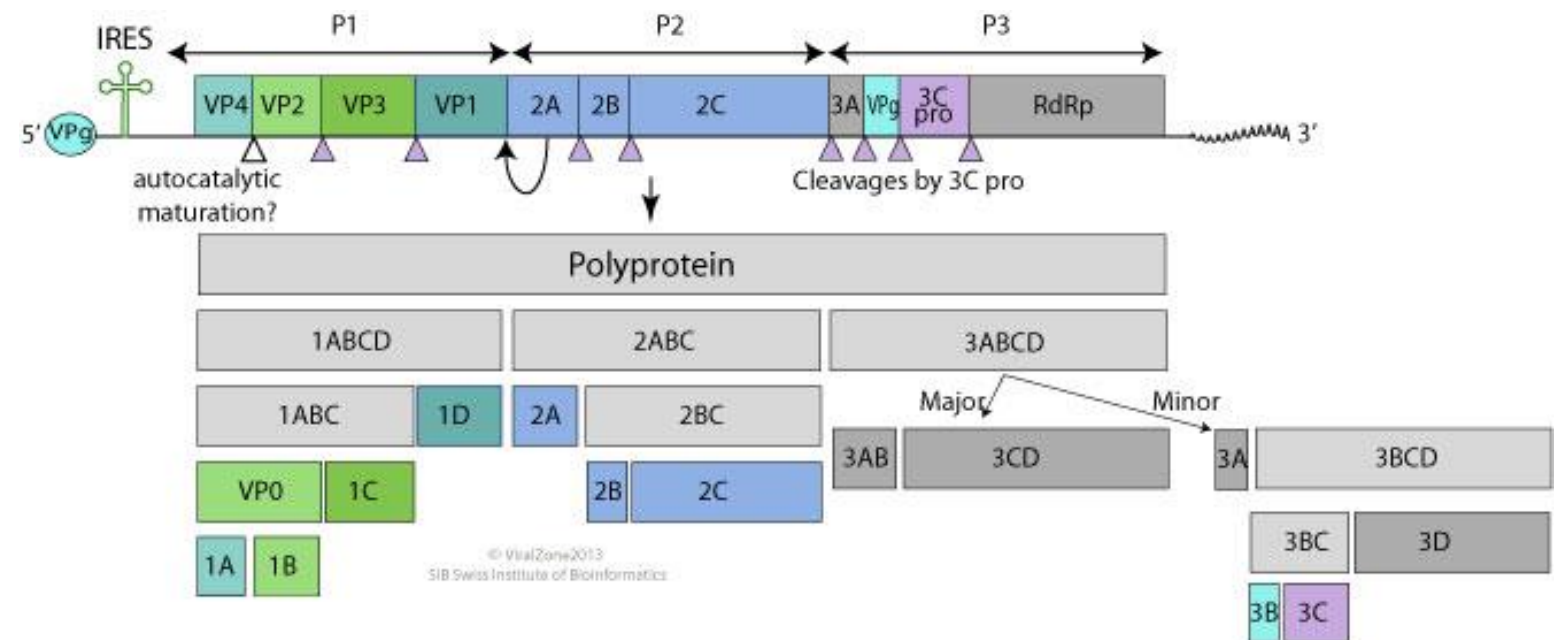 P1 P2 P3
IRES
VP4 VP2 VP3 VP1 2A 2B 2C 3A VPg 3C pro RdRp
5' VPg 3'
autocatalytic
maturation?
Cleavages by 3C pro
Polyprotein
1ABCD 2ABC 3ABCD
Major Minor
1ABC 1D 2A 2BC
3AB 3CD 3A 3BCD
VP0 1C 2B 2C
3BC 3D
1A 1B
© ViralZone2013
SIB Swiss Institute of Bioinformatics
3B 3C